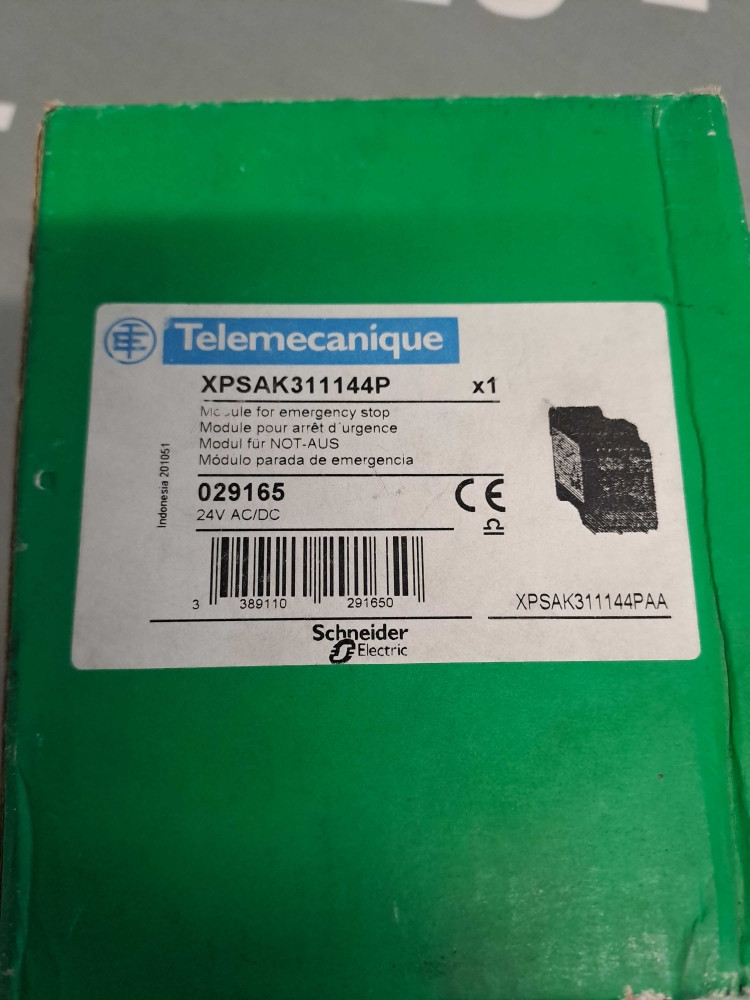 Telemecanique
XPSAK311144P x1
Module for emergency stop
Module pour arrêt d'urgence
Modul für NOT-AUS
Módulo parada de emergencia
Indonesia 201051
029165
24V AC/DC
CE
3 389110 291650
XPSAK311144PAA
Schneider
Electric